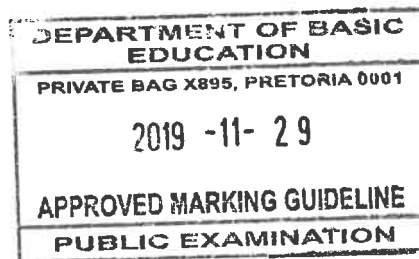 DEPARTMENT OF BASIC
EDUCATION
PRIVATE BAG X895, PRETORIA 0001
2019 -11- 29
APPROVED MARKING GUIDELINE
PUBLIC EXAMINATION